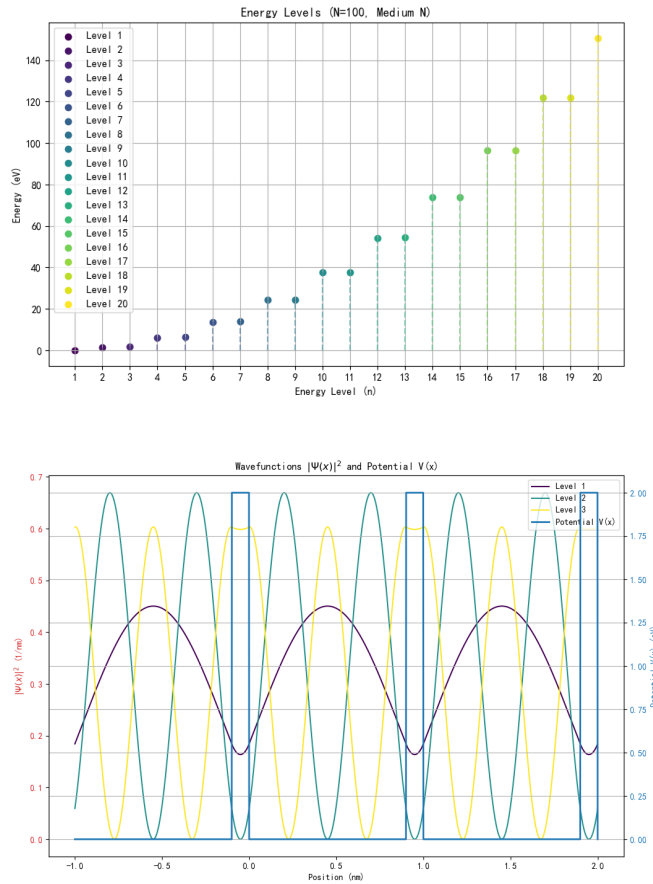 Energy Levels (N=100, Medium N)
Energy (eV)
140
120
100
80
60
40
20
0
Level 1
Level 2
Level 3
Level 4
Level 5
Level 6
Level 7
Level 8
Level 9
Level 10
Level 11
Level 12
Level 13
Level 14
Level 15
Level 16
Level 17
Level 18
Level 19
Level 20
1 2 3 4 5 6 7 8 9 10 11 12 13 14 15 16 17 18 19 20
Energy Level (n)
Wavefunctions |Ψ(x)|² and Potential V(x)
|Ψ(x)|² (1/nm)
0.7
0.6
0.5
0.4
0.3
0.2
0.1
0.0
Level 1
Level 2
Level 3
Potential V(x)
2.00
1.75
1.50
1.25
1.00
0.75
0.50
0.25
0.00
-1.0 -0.5 0.0 0.5 1.0 1.5 2.0
Position (nm)